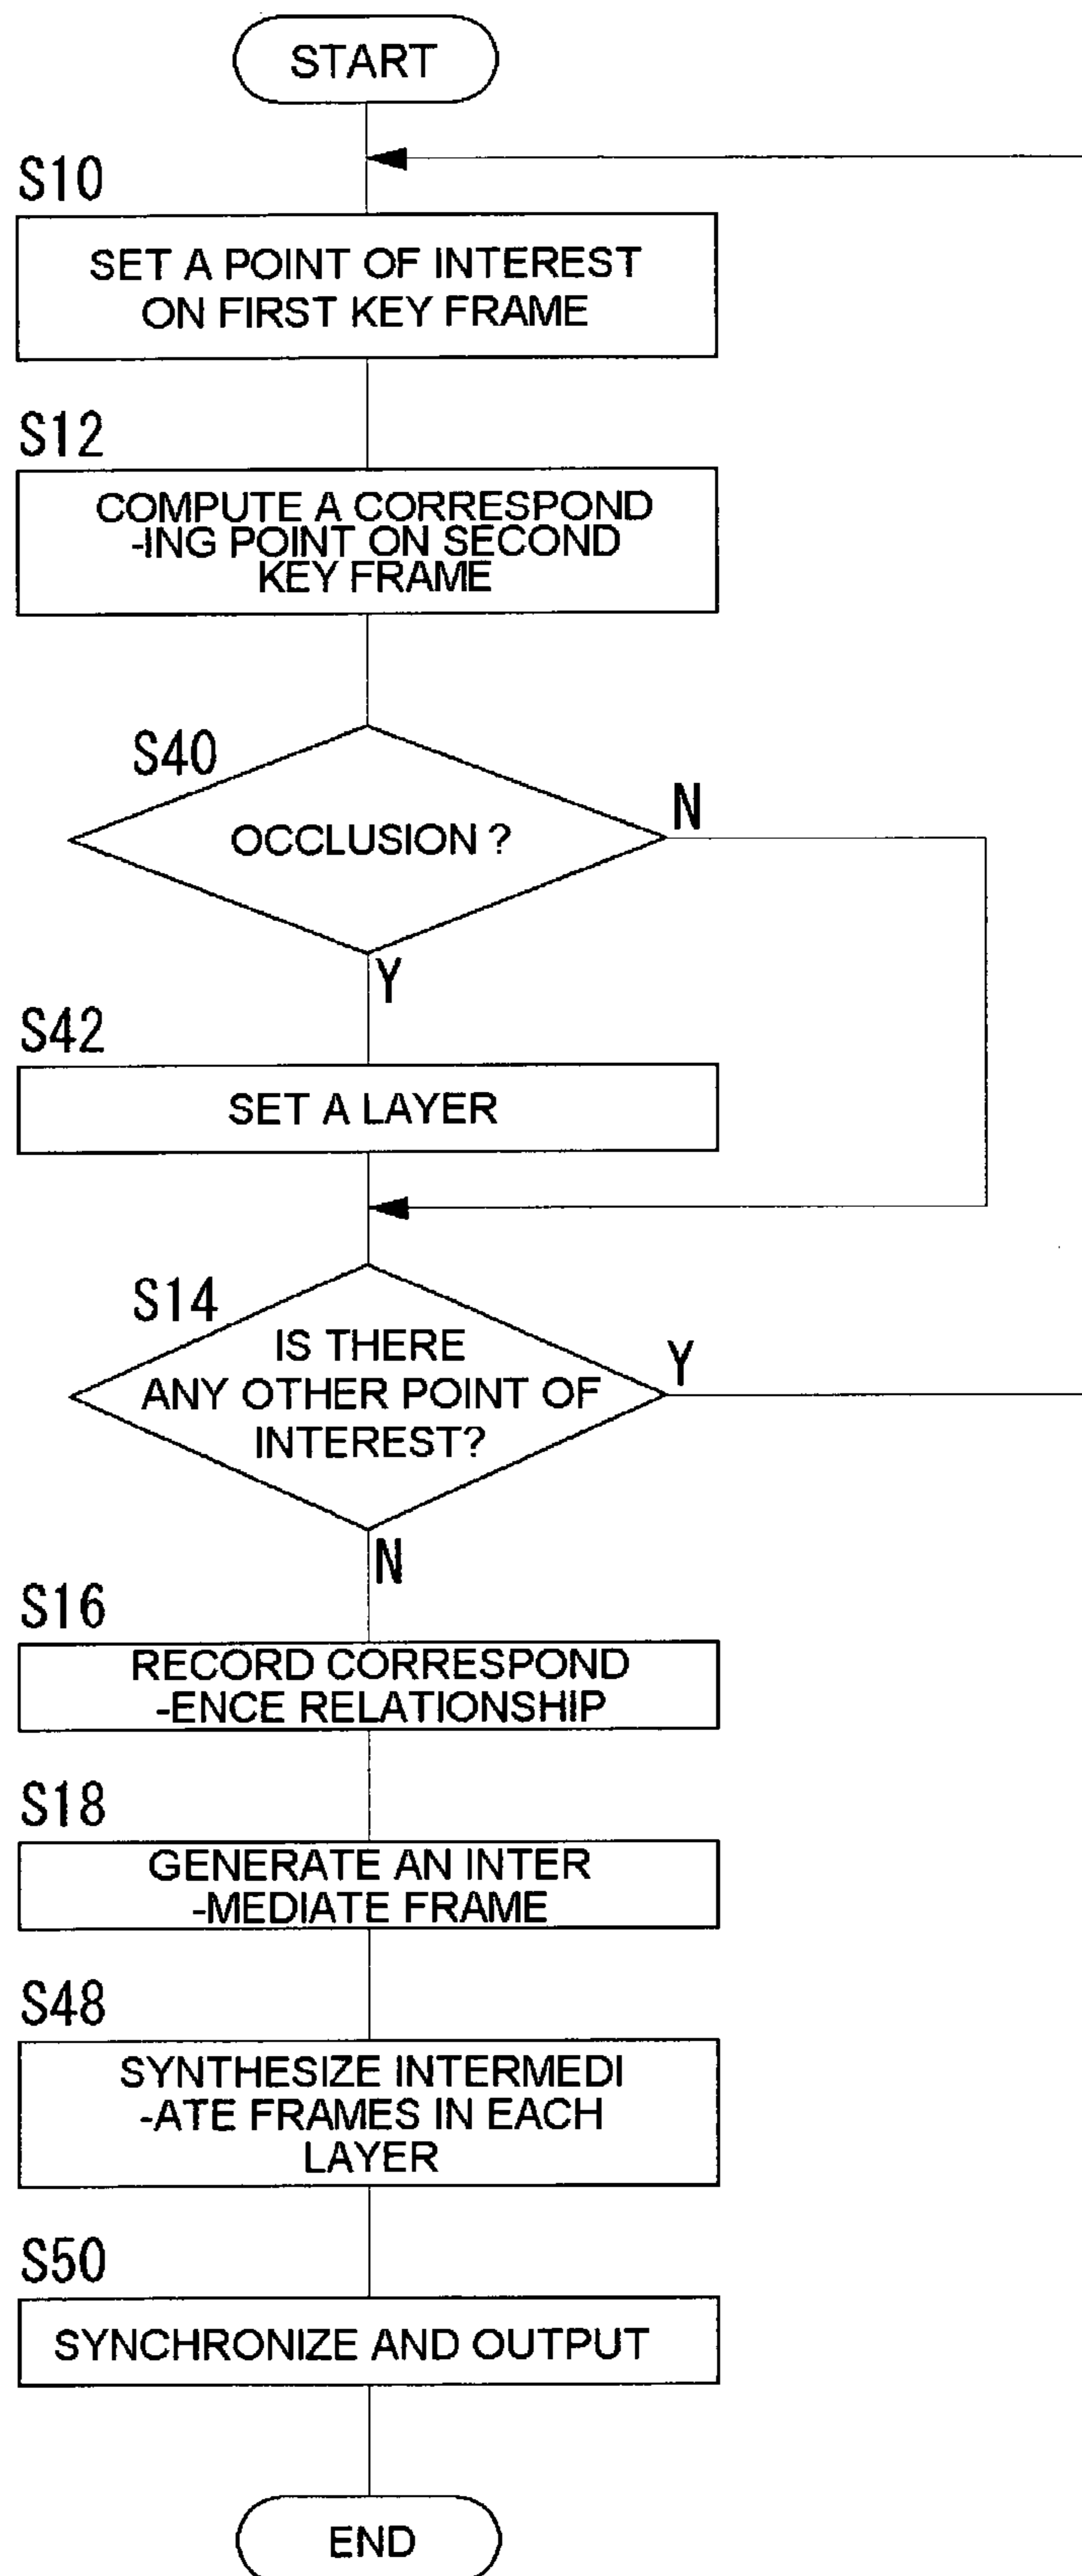 START
S10
SET A POINT OF INTEREST
ON FIRST KEY FRAME
S12
COMPUTE A CORRESPOND
-ING POINT ON SECOND
KEY FRAME
S40
OCCLUSION ?
N
Y
S42
SET A LAYER
S14
IS THERE
ANY OTHER POINT OF
INTEREST?
Y
N
S16
RECORD CORRESPOND
-ENCE RELATIONSHIP
S18
GENERATE AN INTER
-MEDIATE FRAME
S48
SYNTHESIZE INTERMEDI
-ATE FRAMES IN EACH
LAYER
S50
SYNCHRONIZE AND OUTPUT
END